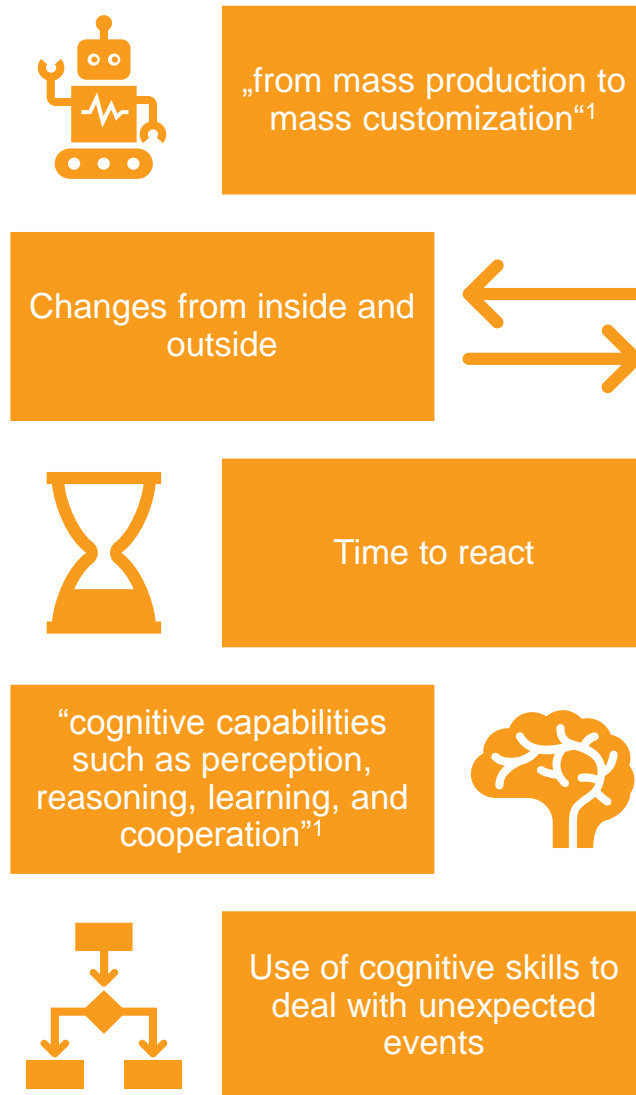 „from mass production to
mass customization“¹
Changes from inside and
outside
Time to react
“cognitive capabilities
such as perception,
reasoning, learning, and
cooperation”¹
Use of cognitive skills to
deal with unexpected
events